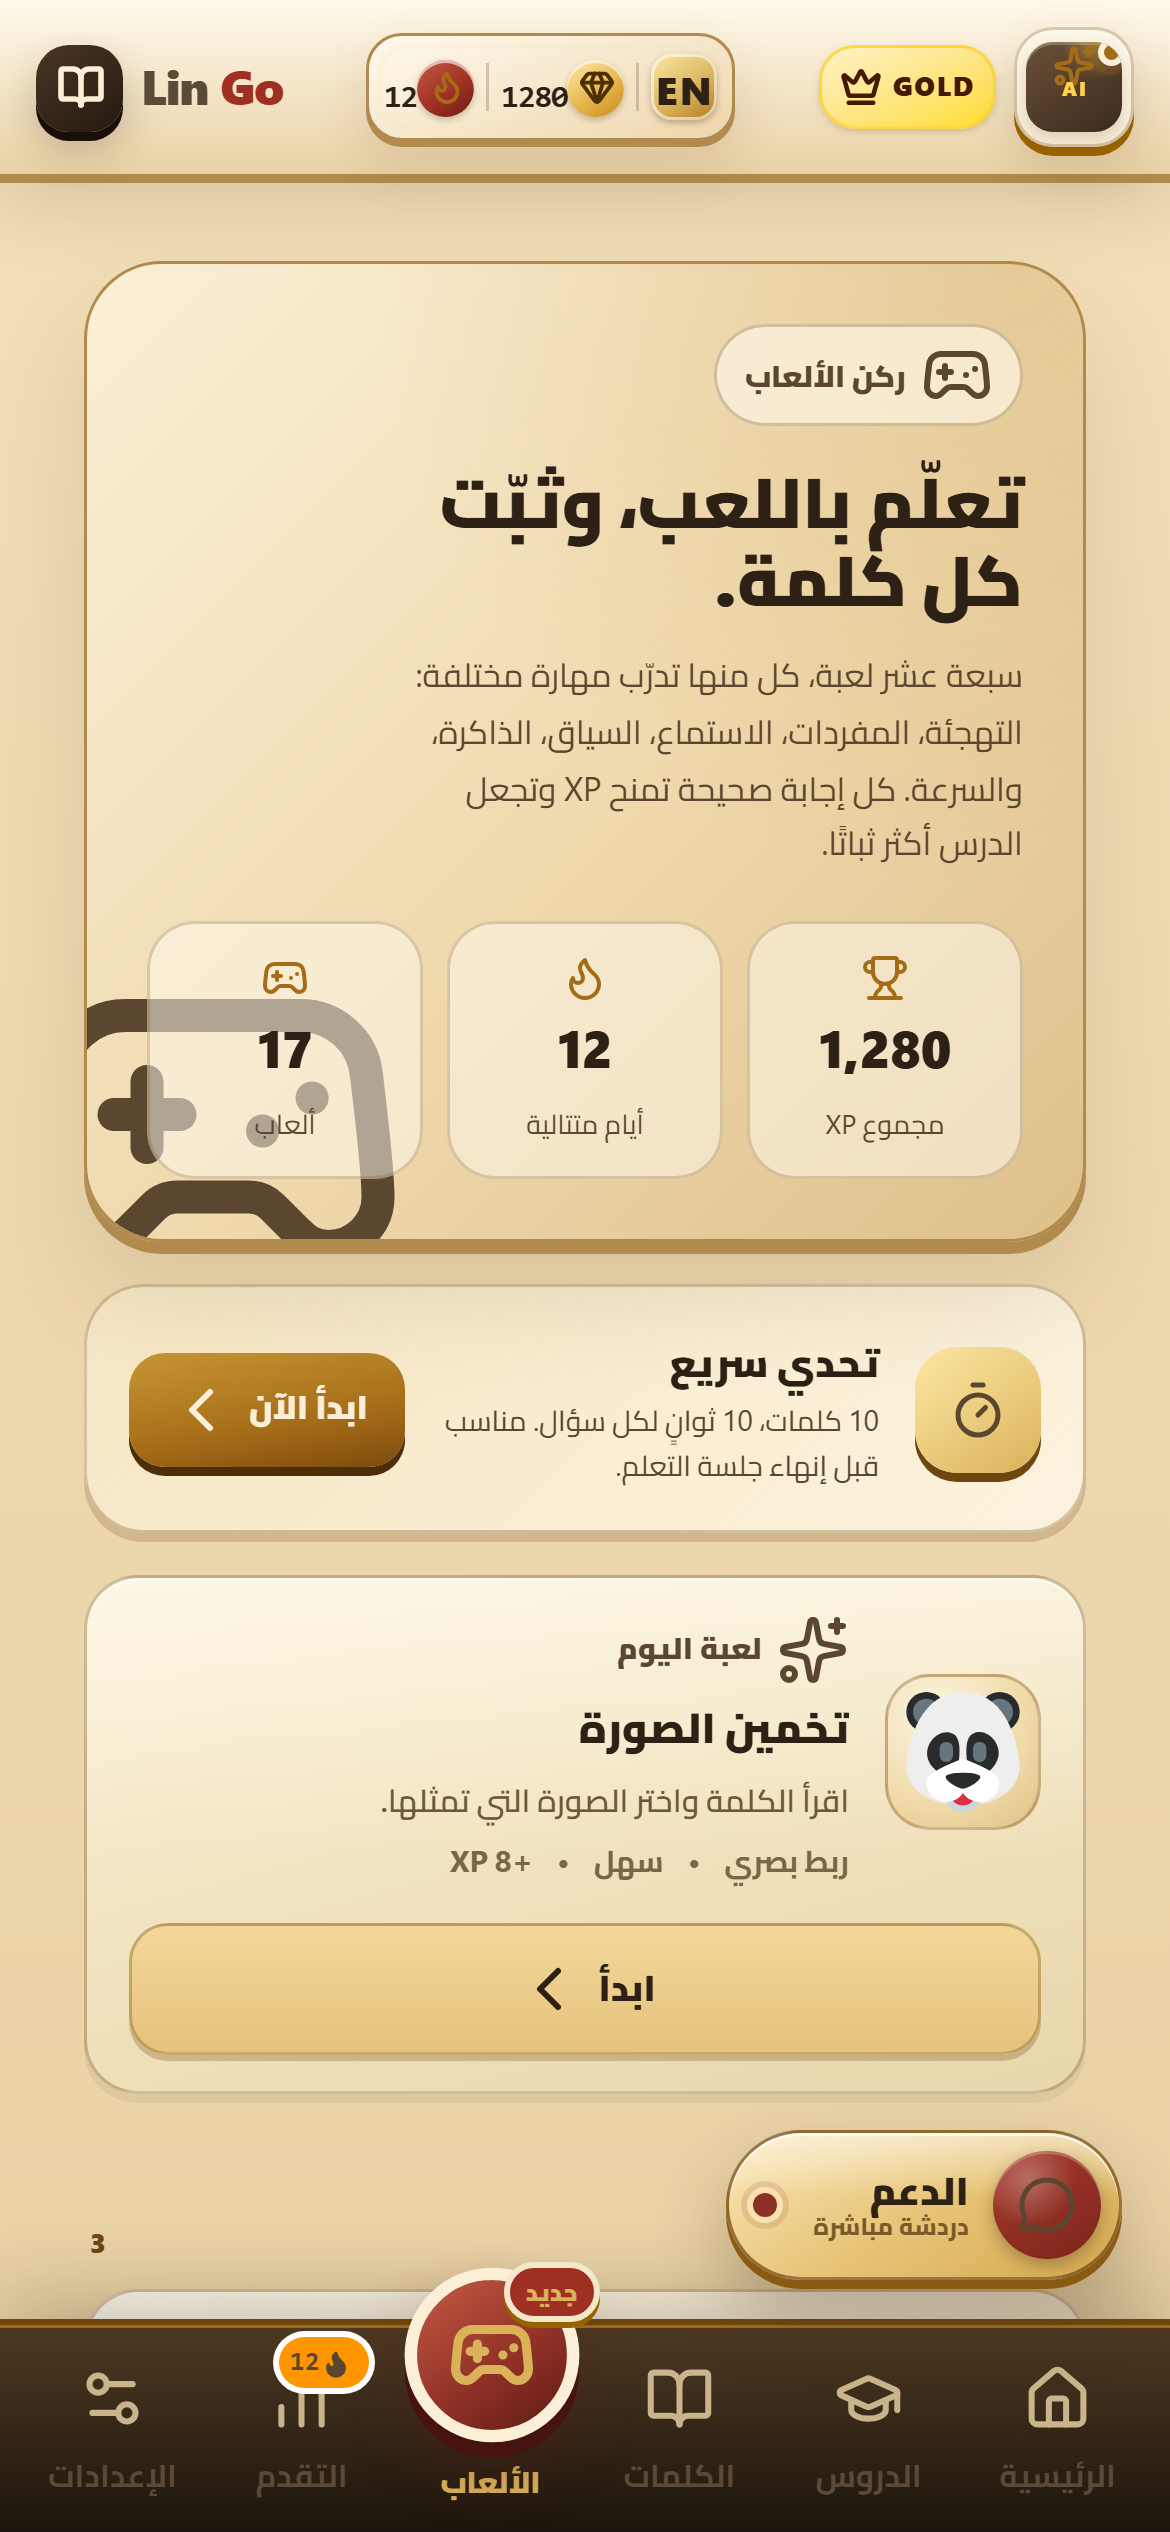 Lin Go
12
1280
EN
GOLD
AI
ركن الألعاب
تعلّم باللعب، وثبّت
كل كلمة.
سبعة عشر لعبة، كل منها تدرّب مهارة مختلفة:
التهجئة، المفردات، الاستماع، السياق، الذاكرة،
والسرعة. كل إجابة صحيحة تمنح XP وتجعل
الدرس أكثر ثباتًا.
1,280
مجموع XP
12
أيام متتالية
17
ألعاب
تحدي سريع
10 كلمات، 10 ثوانٍ لكل سؤال. مناسب
قبل إنهاء جلسة التعلم.
ابدأ الآن
لعبة اليوم
تخمين الصورة
اقرأ الكلمة واختر الصورة التي تمثلها.
ربط بصري • سهل • +8 XP
ابدأ
الدعم
دردشة مباشرة
3
جديد
12
الرئيسية
الدروس
الكلمات
الألعاب
التقدم
الإعدادات